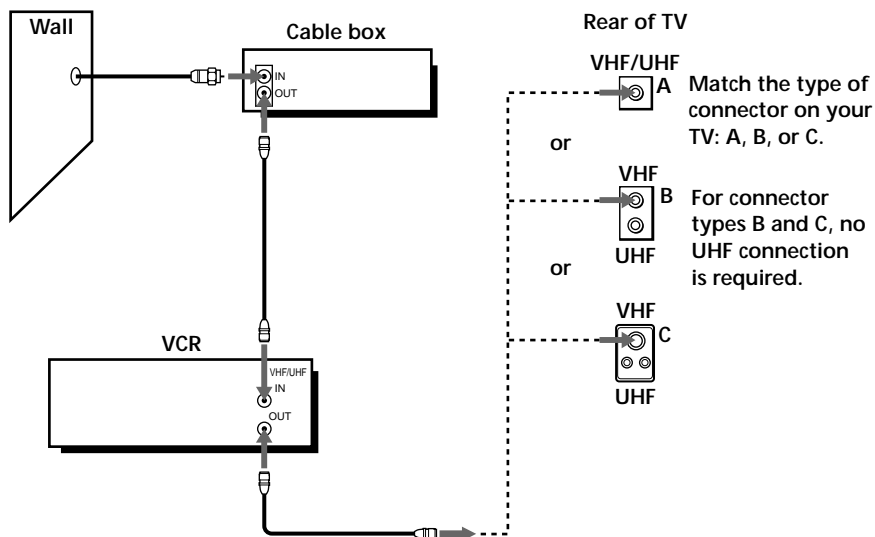 Wall
Cable box
IN
OUT
VCR
VHF/UHF
IN
OUT
Rear of TV
VHF/UHF
A
Match the type of
connector on your
TV: A, B, or C.
or
VHF
B
For connector
types B and C, no
UHF connection
is required.
UHF
or
VHF
C
UHF